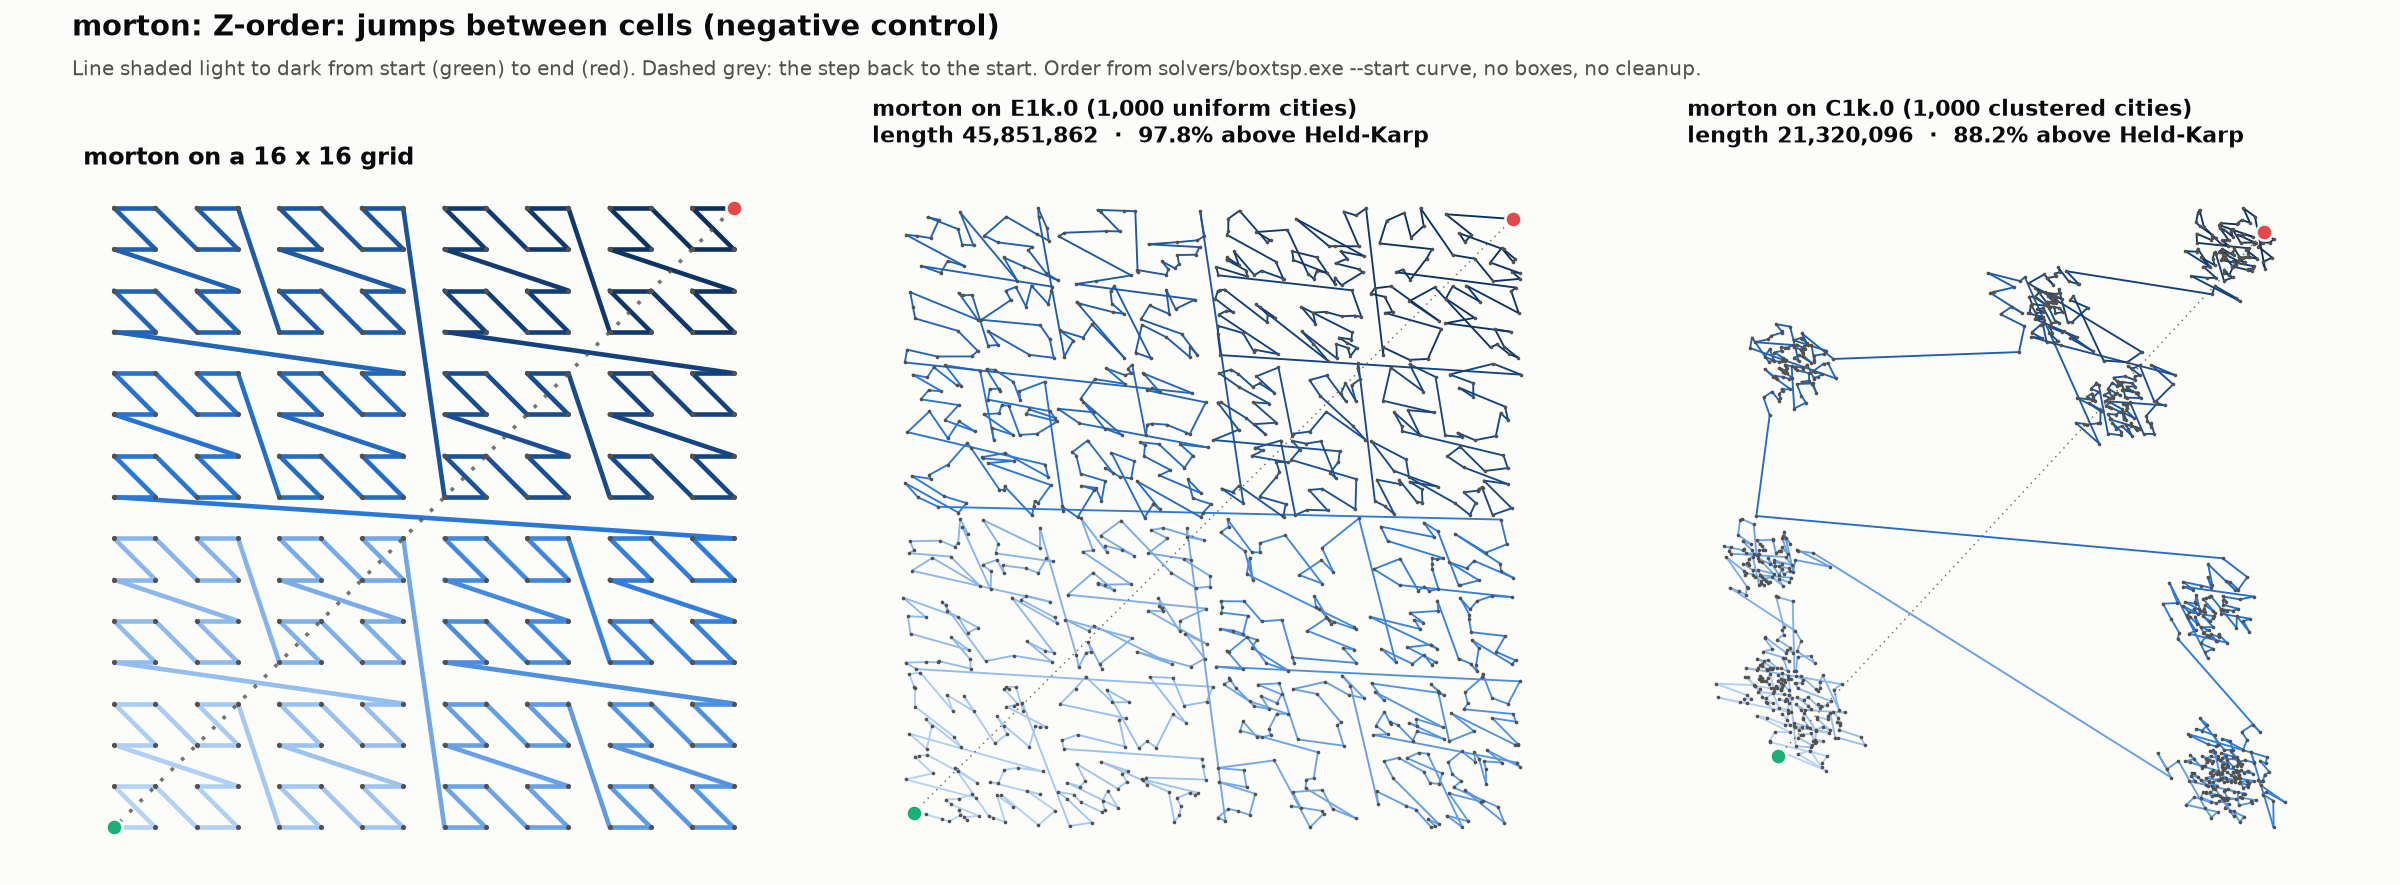 morton: Z-order: jumps between cells (negative control)
Line shaded light to dark from start (green) to end (red). Dashed grey: the step back to the start. Order from solvers/boxtsp.exe --start curve, no boxes, no cleanup.
morton on a 16 x 16 grid
morton on E1k.0 (1,000 uniform cities)
length 45,851,862 · 97.8% above Held-Karp
morton on C1k.0 (1,000 clustered cities)
length 21,320,096 · 88.2% above Held-Karp